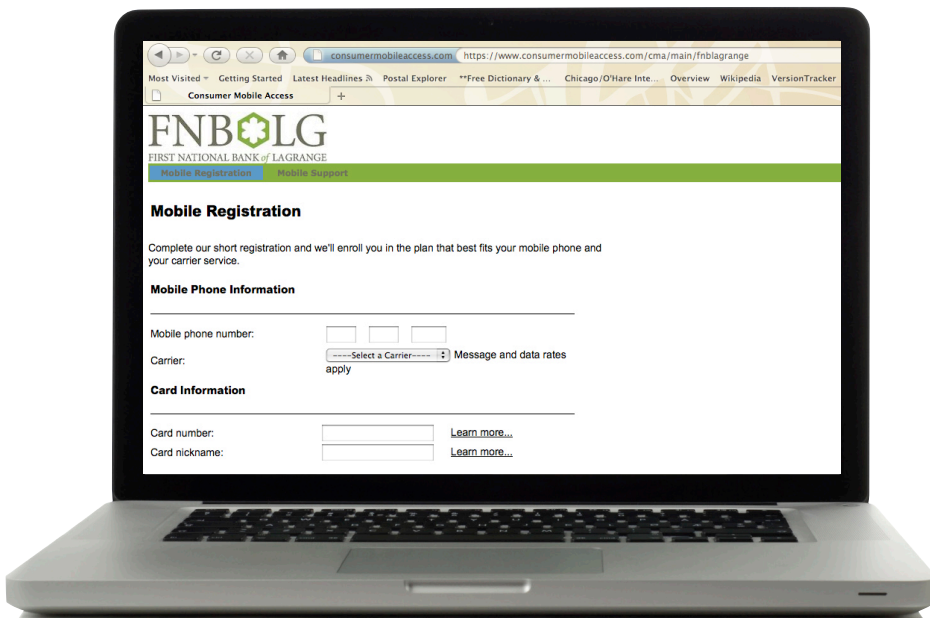 consumermobileaccess.com https://www.consumermobileaccess.com/cma/main/fnblagrange
Most Visited Getting Started Latest Headlines Postal Explorer **Free Dictionary & ... Chicago/O'Hare Inte... Overview Wikipedia VersionTracker
Consumer Mobile Access +
FNBLG
FIRST NATIONAL BANK of LAGRANGE
Mobile Registration Mobile Support
Mobile Registration
Complete our short registration and we'll enroll you in the plan that best fits your mobile phone and
your carrier service.
Mobile Phone Information
Mobile phone number:
Carrier: ----Select a Carrier---- Message and data rates
apply
Card Information
Card number: Learn more...
Card nickname: Learn more...